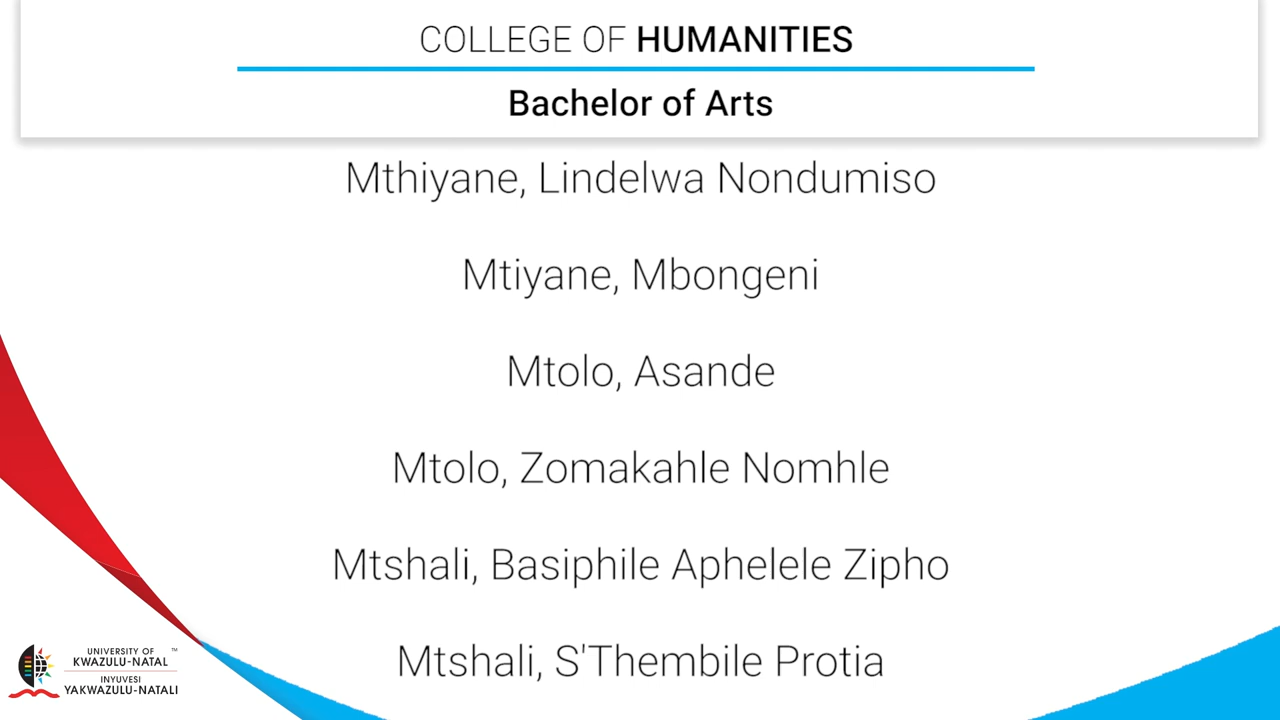 COLLEGE OF HUMANITIES
Bachelor of Arts
Mthiyane, Lindelwa Nondumiso
Mtiyane, Mbongeni
Mtolo, Asande
Mtolo, Zomakahle Nomhle
Mtshali, Basiphile Aphelele Zipho
Mtshali, S'Thembile Protia
UNIVERSITY OF ™
KWAZULU-NATAL
INYUVESI
YAKWAZULU-NATALI